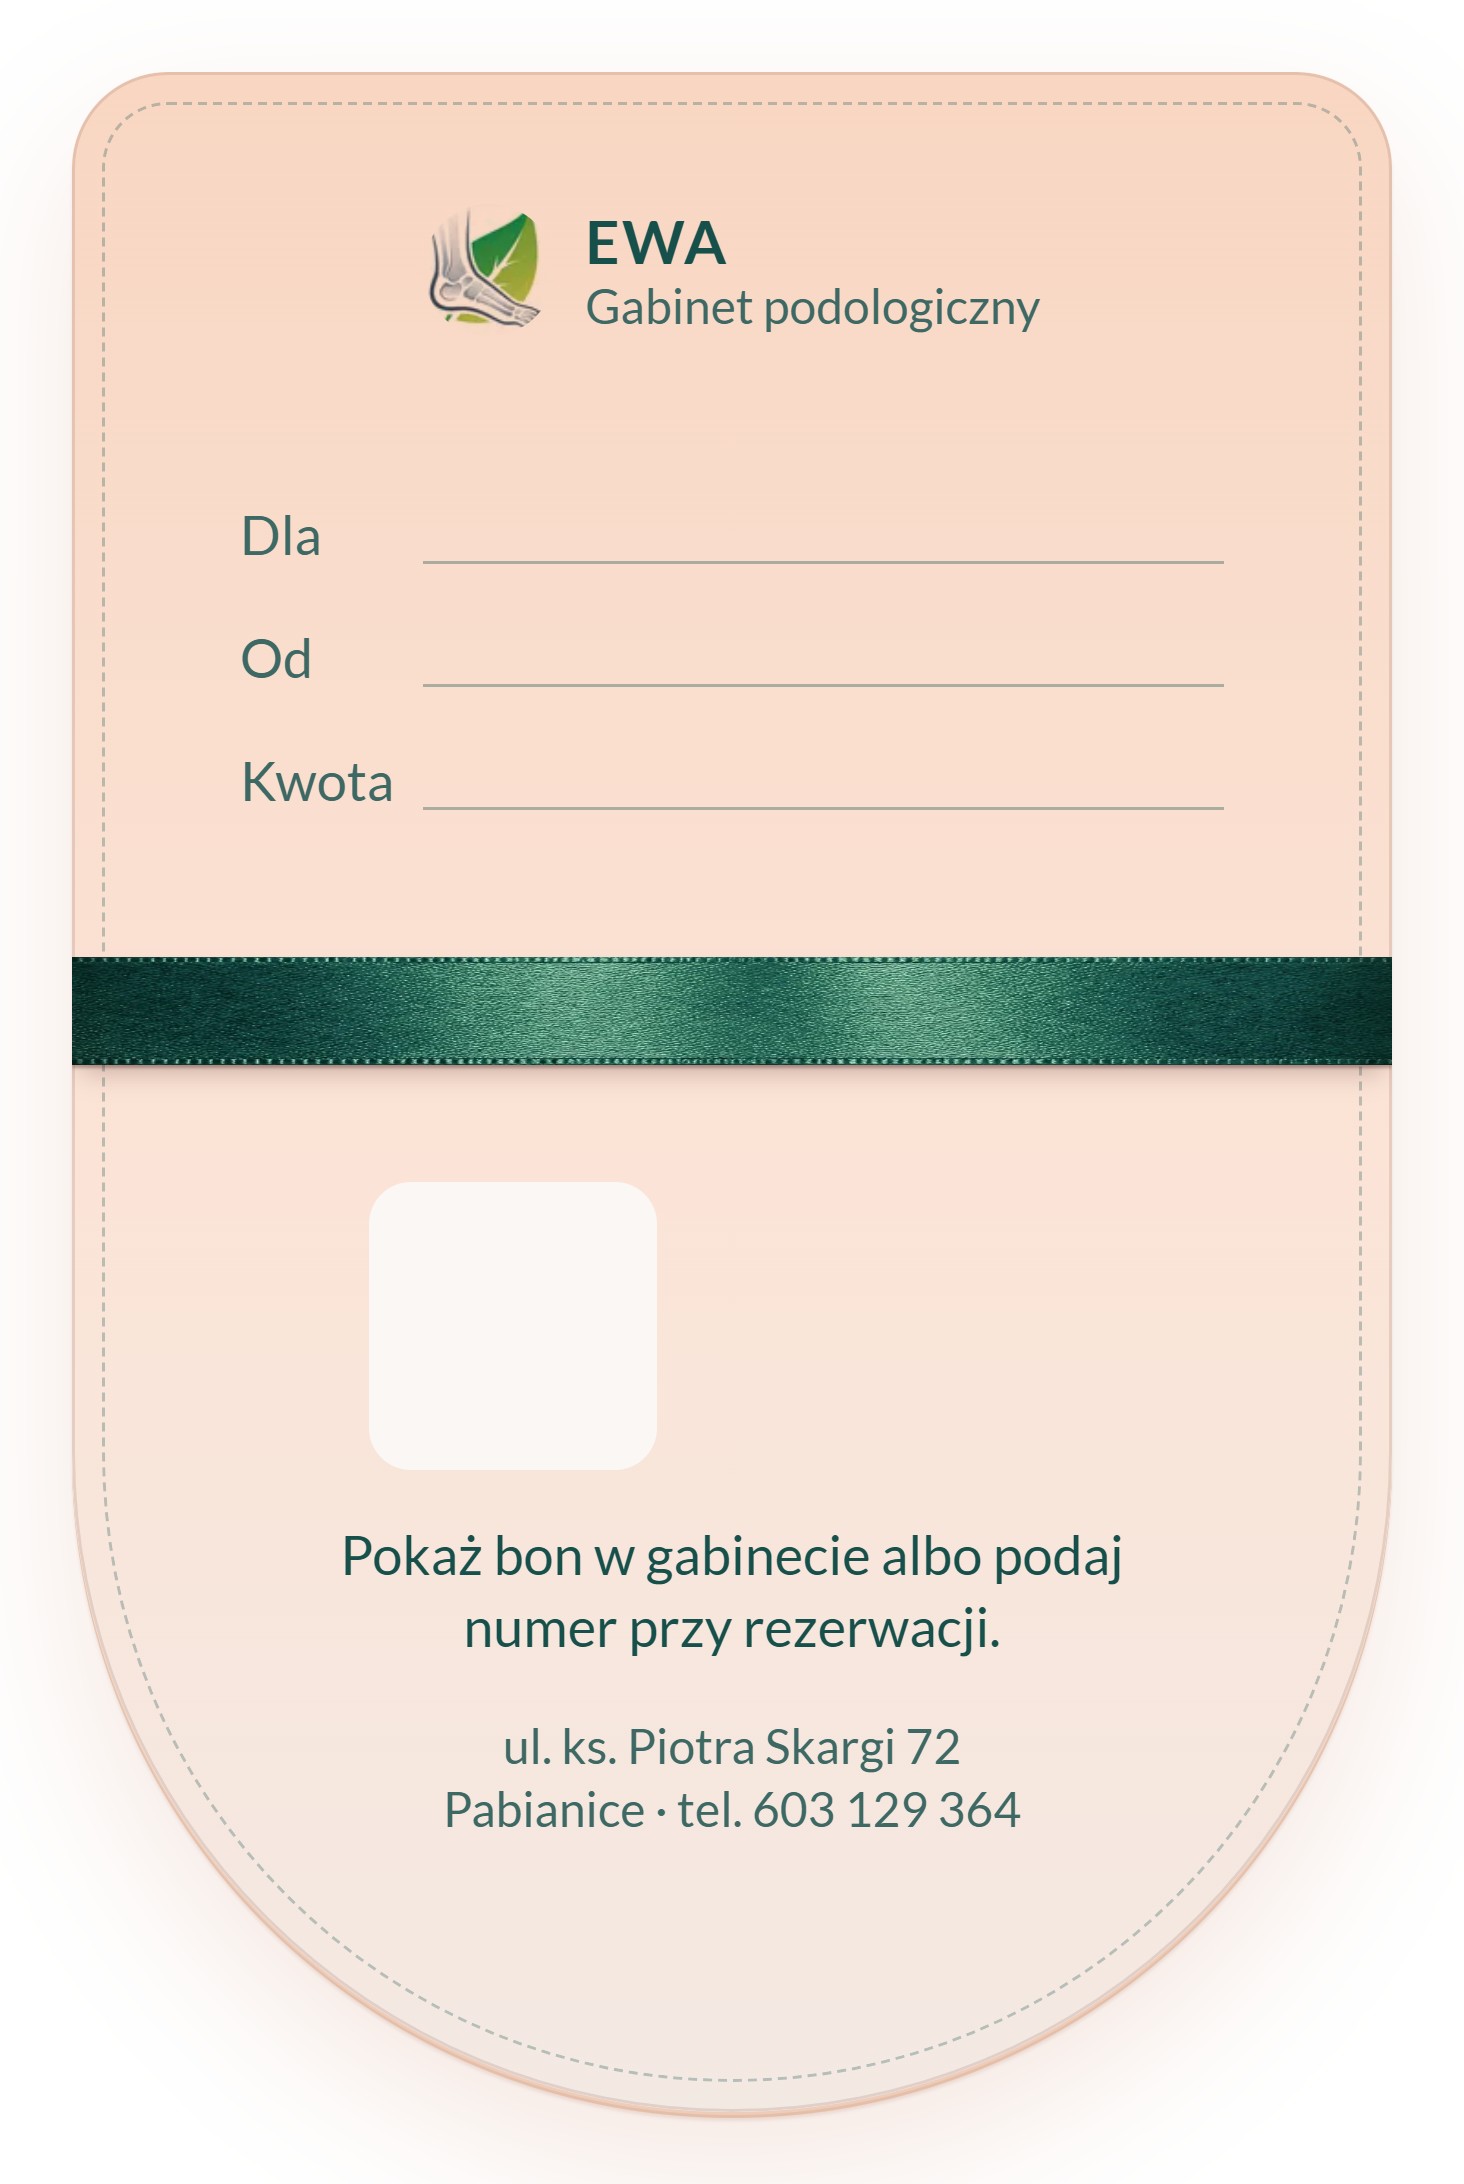 EWA
Gabinet podologiczny
Dla
Od
Kwota
Pokaż bon w gabinecie albo podaj
numer przy rezerwacji.
ul. ks. Piotra Skargi 72
Pabianice · tel. 603 129 364